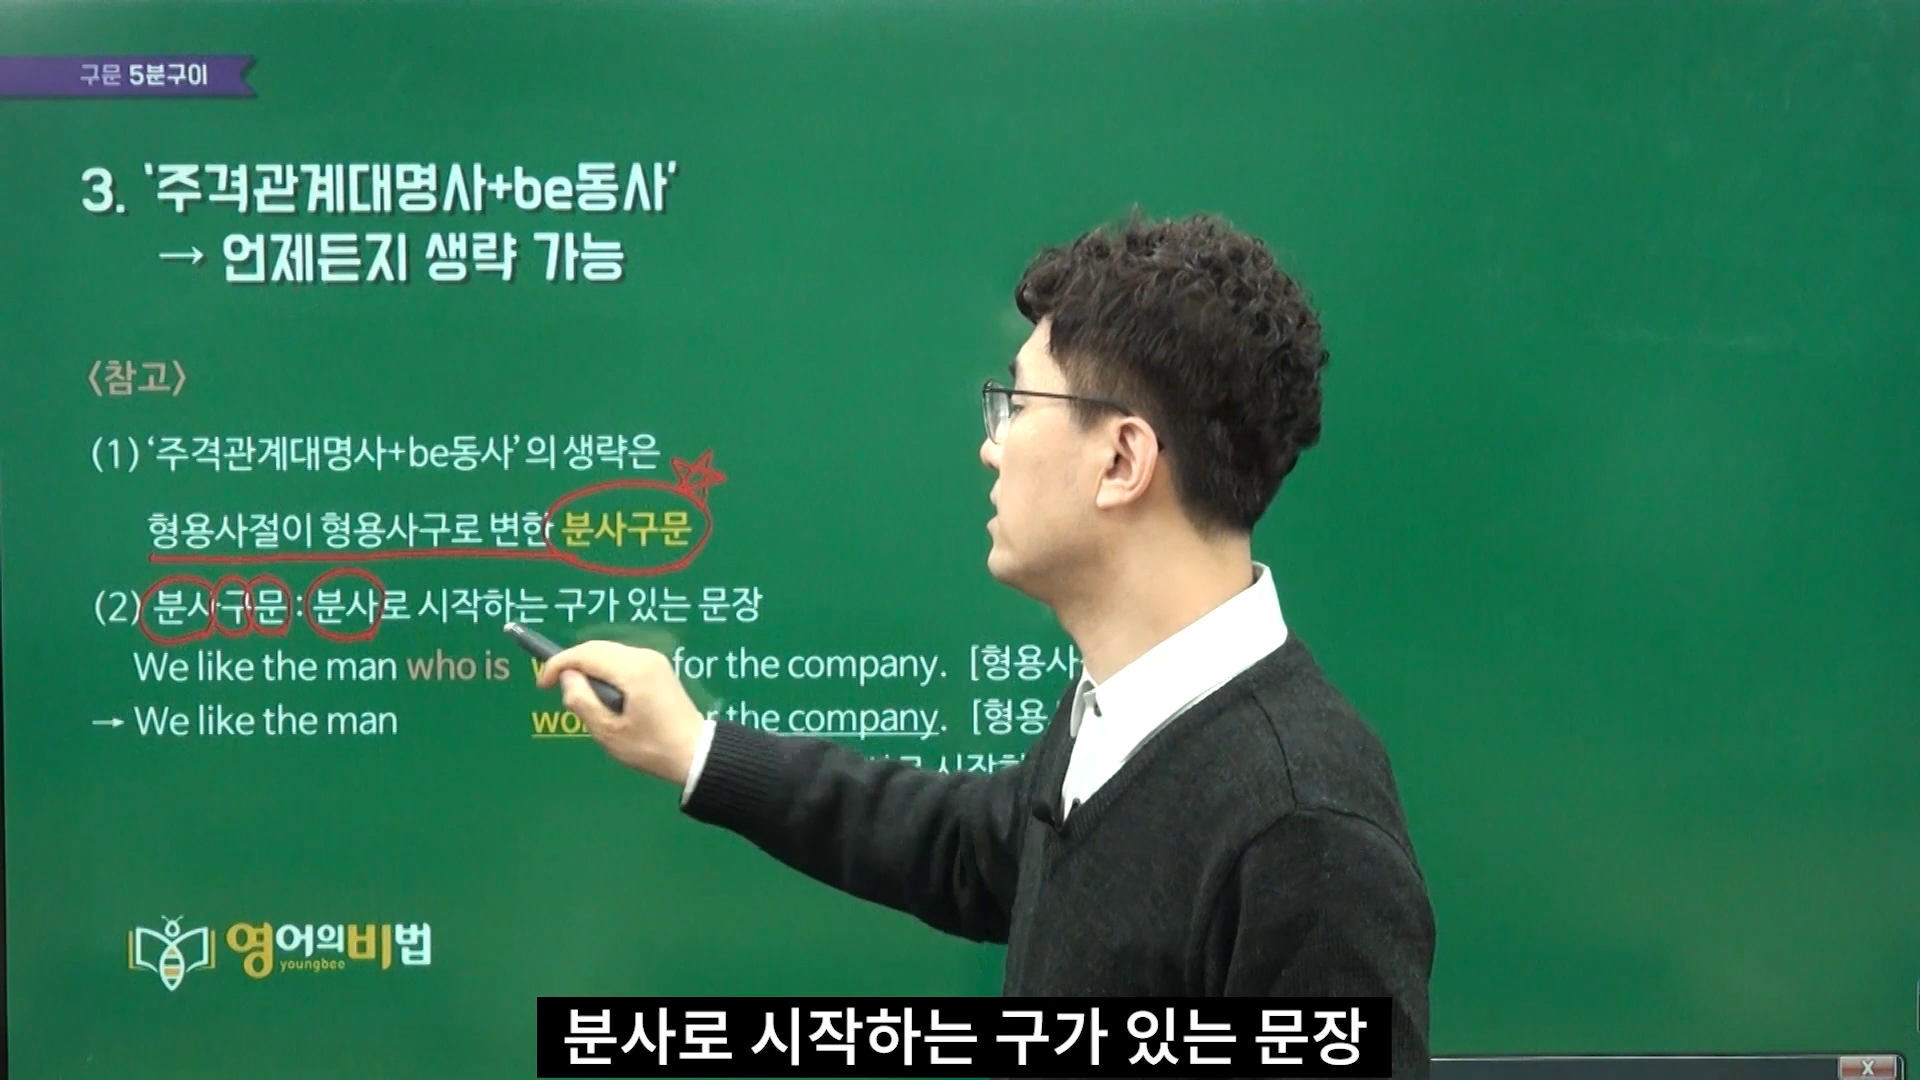 구문 5분구이
3. '주격관계대명사+be동사'
→ 언제든지 생략 가능
〈참고〉
(1) '주격관계대명사+be동사'의 생략은
형용사절이 형용사구로 변한 분사구문
(2) 분사구문 : 분사로 시작하는 구가 있는 문장
We like the man who is for the company. [형용사
→ We like the man the company. [형용
시작하
영어의비법
youngbee
분사로 시작하는 구가 있는 문장
X